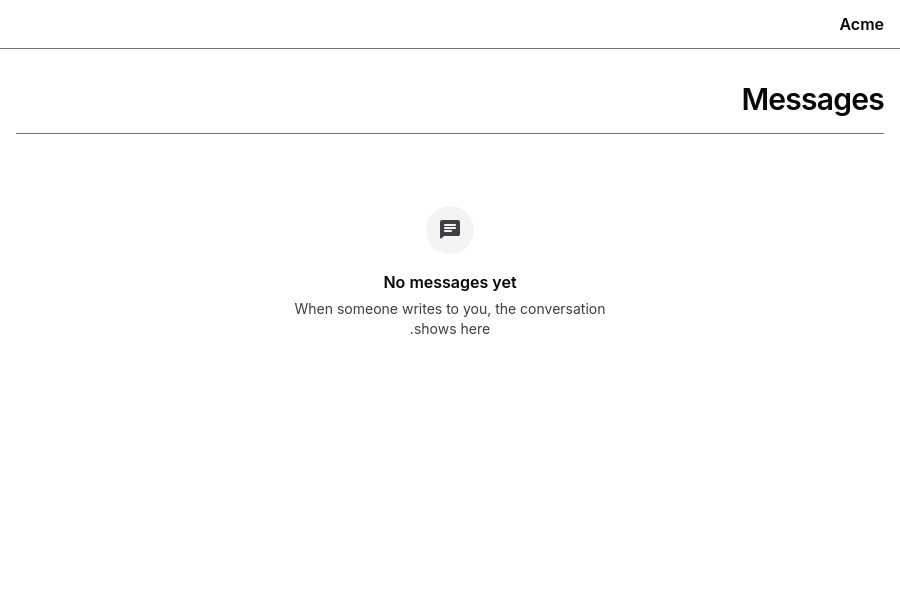 Acme
Messages
No messages yet
When someone writes to you, the conversation
.shows here